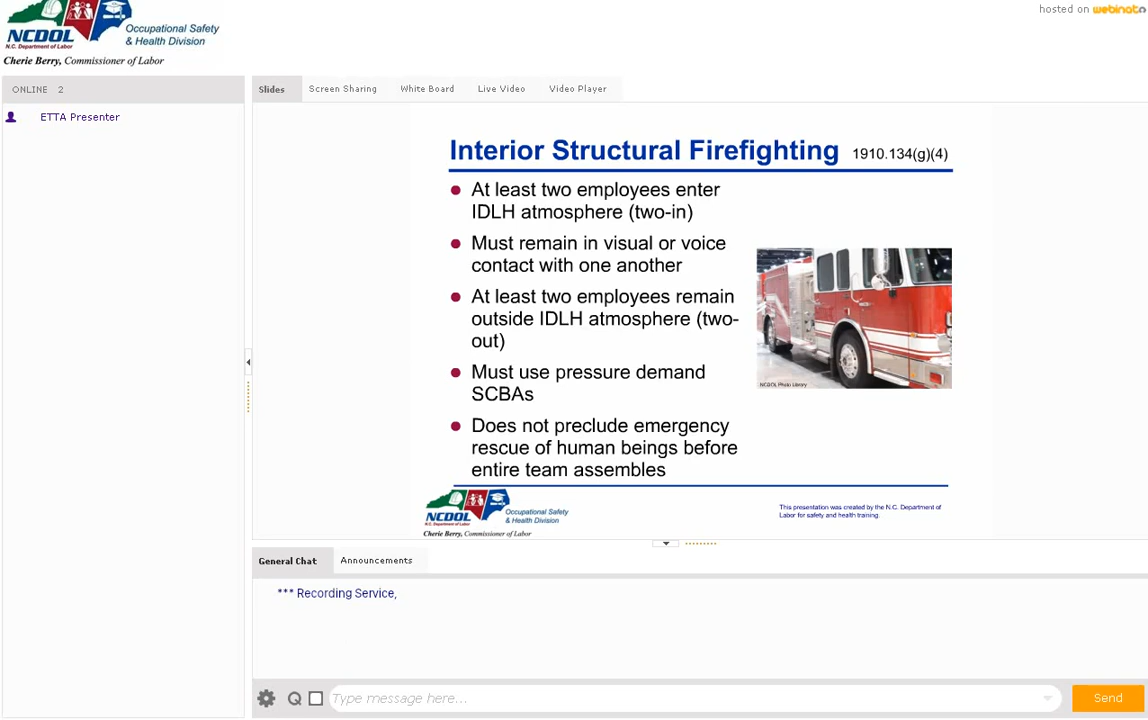 hosted on webinato
NCDOL
N.C. Department of Labor
Occupational Safety
& Health Division
Cherie Berry, Commissioner of Labor
ONLINE 2
ETTA Presenter
Slides
Screen Sharing
White Board
Live Video
Video Player
Interior Structural Firefighting 1910.134(g)(4)
At least two employees enter
IDLH atmosphere (two-in)
Must remain in visual or voice
contact with one another
At least two employees remain
outside IDLH atmosphere (two-
out)
Must use pressure demand
SCBAs
Does not preclude emergency
rescue of human beings before
entire team assembles
NCDOL Photo Library
NCDOL
N.C. Department of Labor
Occupational Safety
& Health Division
Cherie Berry, Commissioner of Labor
This presentation was created by the N.C. Department of
Labor for safety and health training.
General Chat
Announcements
*** Recording Service,
Q
Type message here...
Send